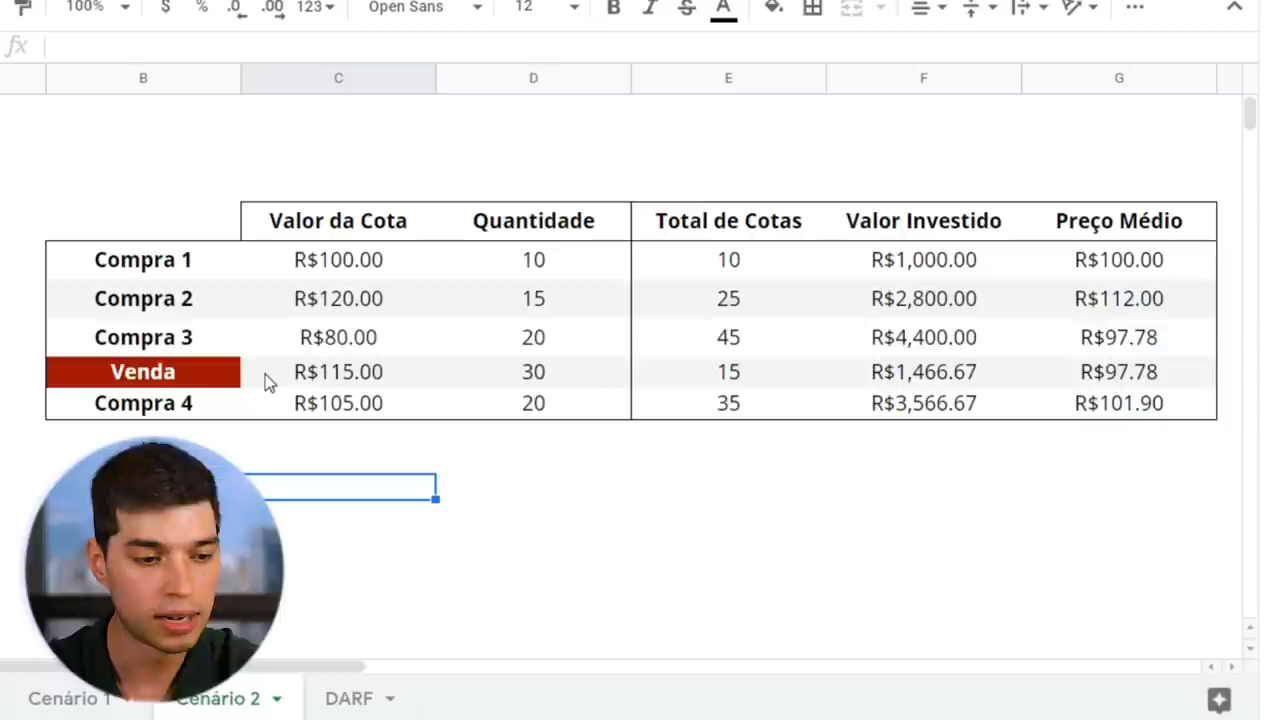 100% $ % .0 .00 123 Open Sans 12 B I S A ...
fx
B C D E F G
Valor da Cota Quantidade Total de Cotas Valor Investido Preço Médio
Compra 1 R$100.00 10 10 R$1,000.00 R$100.00
Compra 2 R$120.00 15 25 R$2,800.00 R$112.00
Compra 3 R$80.00 20 45 R$4,400.00 R$97.78
Venda R$115.00 30 15 R$1,466.67 R$97.78
Compra 4 R$105.00 20 35 R$3,566.67 R$101.90
Cenário 1 Cenário 2 DARF